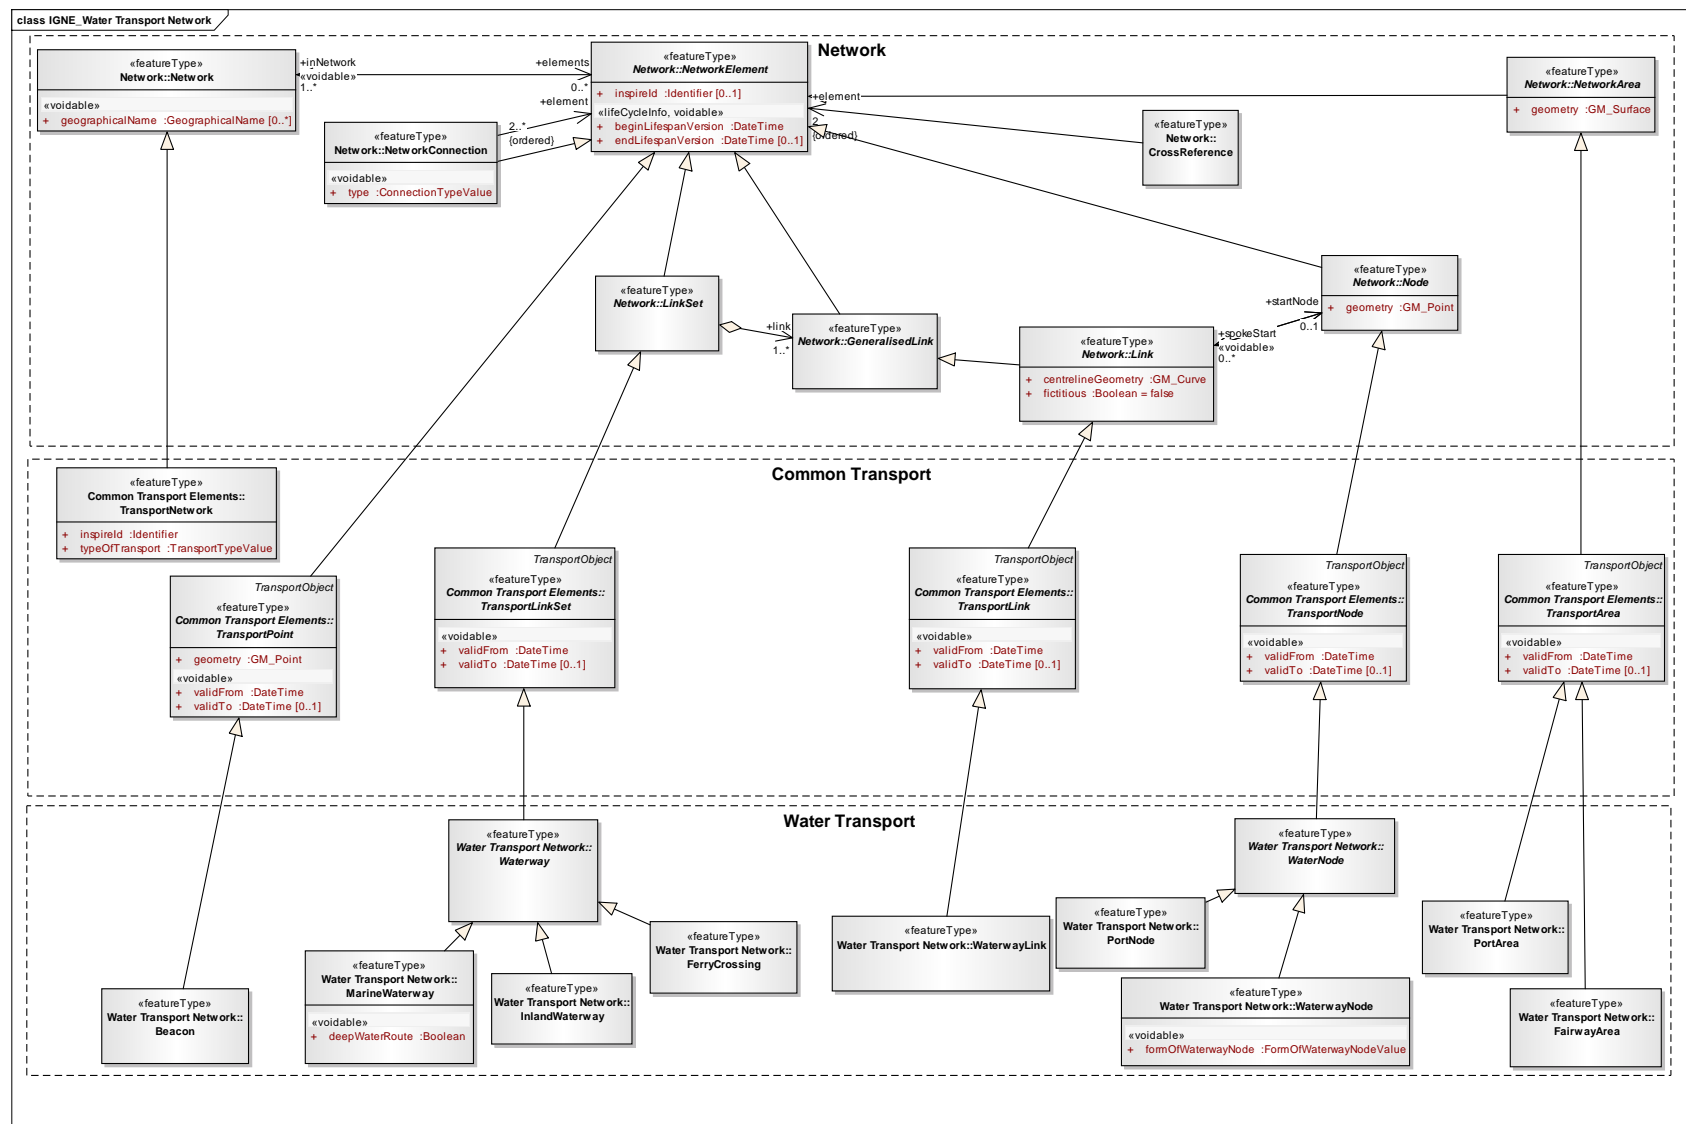 class IGNE_Water Transport Network
Network
«featureType»
Network::Network
«voidable»
+ geographicalName :GeographicalName [0..*]
+inNetwork
«voidable»
1..*
+elements
0..*
+element
2..*
{ordered}
«featureType»
Network::NetworkElement
+ inspireId :Identifier [0..1]
«lifeCycleInfo, voidable»
+ beginLifespanVersion :DateTime
+ endLifespanVersion :DateTime [0..1]
+element
2
{ordered}
«featureType»
Network::NetworkArea
+ geometry :GM_Surface
«featureType»
Network::NetworkConnection
«voidable»
+ type :ConnectionTypeValue
«featureType»
Network::
CrossReference
«featureType»
Network::LinkSet
+link
1..*
«featureType»
Network::GeneralisedLink
«featureType»
Network::Link
+ centrelineGeometry :GM_Curve
+ fictitious :Boolean = false
+startNode
0..1
+spokeStart
«voidable»
0..*
«featureType»
Network::Node
+ geometry :GM_Point
Common Transport
«featureType»
Common Transport Elements::
TransportNetwork
+ inspireId :Identifier
+ typeOfTransport :TransportTypeValue
TransportObject
«featureType»
Common Transport Elements::
TransportPoint
+ geometry :GM_Point
«voidable»
+ validFrom :DateTime
+ validTo :DateTime [0..1]
TransportObject
«featureType»
Common Transport Elements::
TransportLinkSet
«voidable»
+ validFrom :DateTime
+ validTo :DateTime [0..1]
TransportObject
«featureType»
Common Transport Elements::
TransportLink
«voidable»
+ validFrom :DateTime
+ validTo :DateTime [0..1]
TransportObject
«featureType»
Common Transport Elements::
TransportNode
«voidable»
+ validFrom :DateTime
+ validTo :DateTime [0..1]
TransportObject
«featureType»
Common Transport Elements::
TransportArea
«voidable»
+ validFrom :DateTime
+ validTo :DateTime [0..1]
Water Transport
«featureType»
Water Transport Network::
Waterway
«featureType»
Water Transport Network::
WaterNode
«featureType»
Water Transport Network::
Beacon
«featureType»
Water Transport Network::
MarineWaterway
«voidable»
+ deepWaterRoute :Boolean
«featureType»
Water Transport Network::
InlandWaterway
«featureType»
Water Transport Network::
FerryCrossing
«featureType»
Water Transport Network::WaterwayLink
«featureType»
Water Transport Network::
PortNode
«featureType»
Water Transport Network::WaterwayNode
«voidable»
+ formOfWaterwayNode :FormOfWaterwayNodeValue
«featureType»
Water Transport Network::
PortArea
«featureType»
Water Transport Network::
FairwayArea